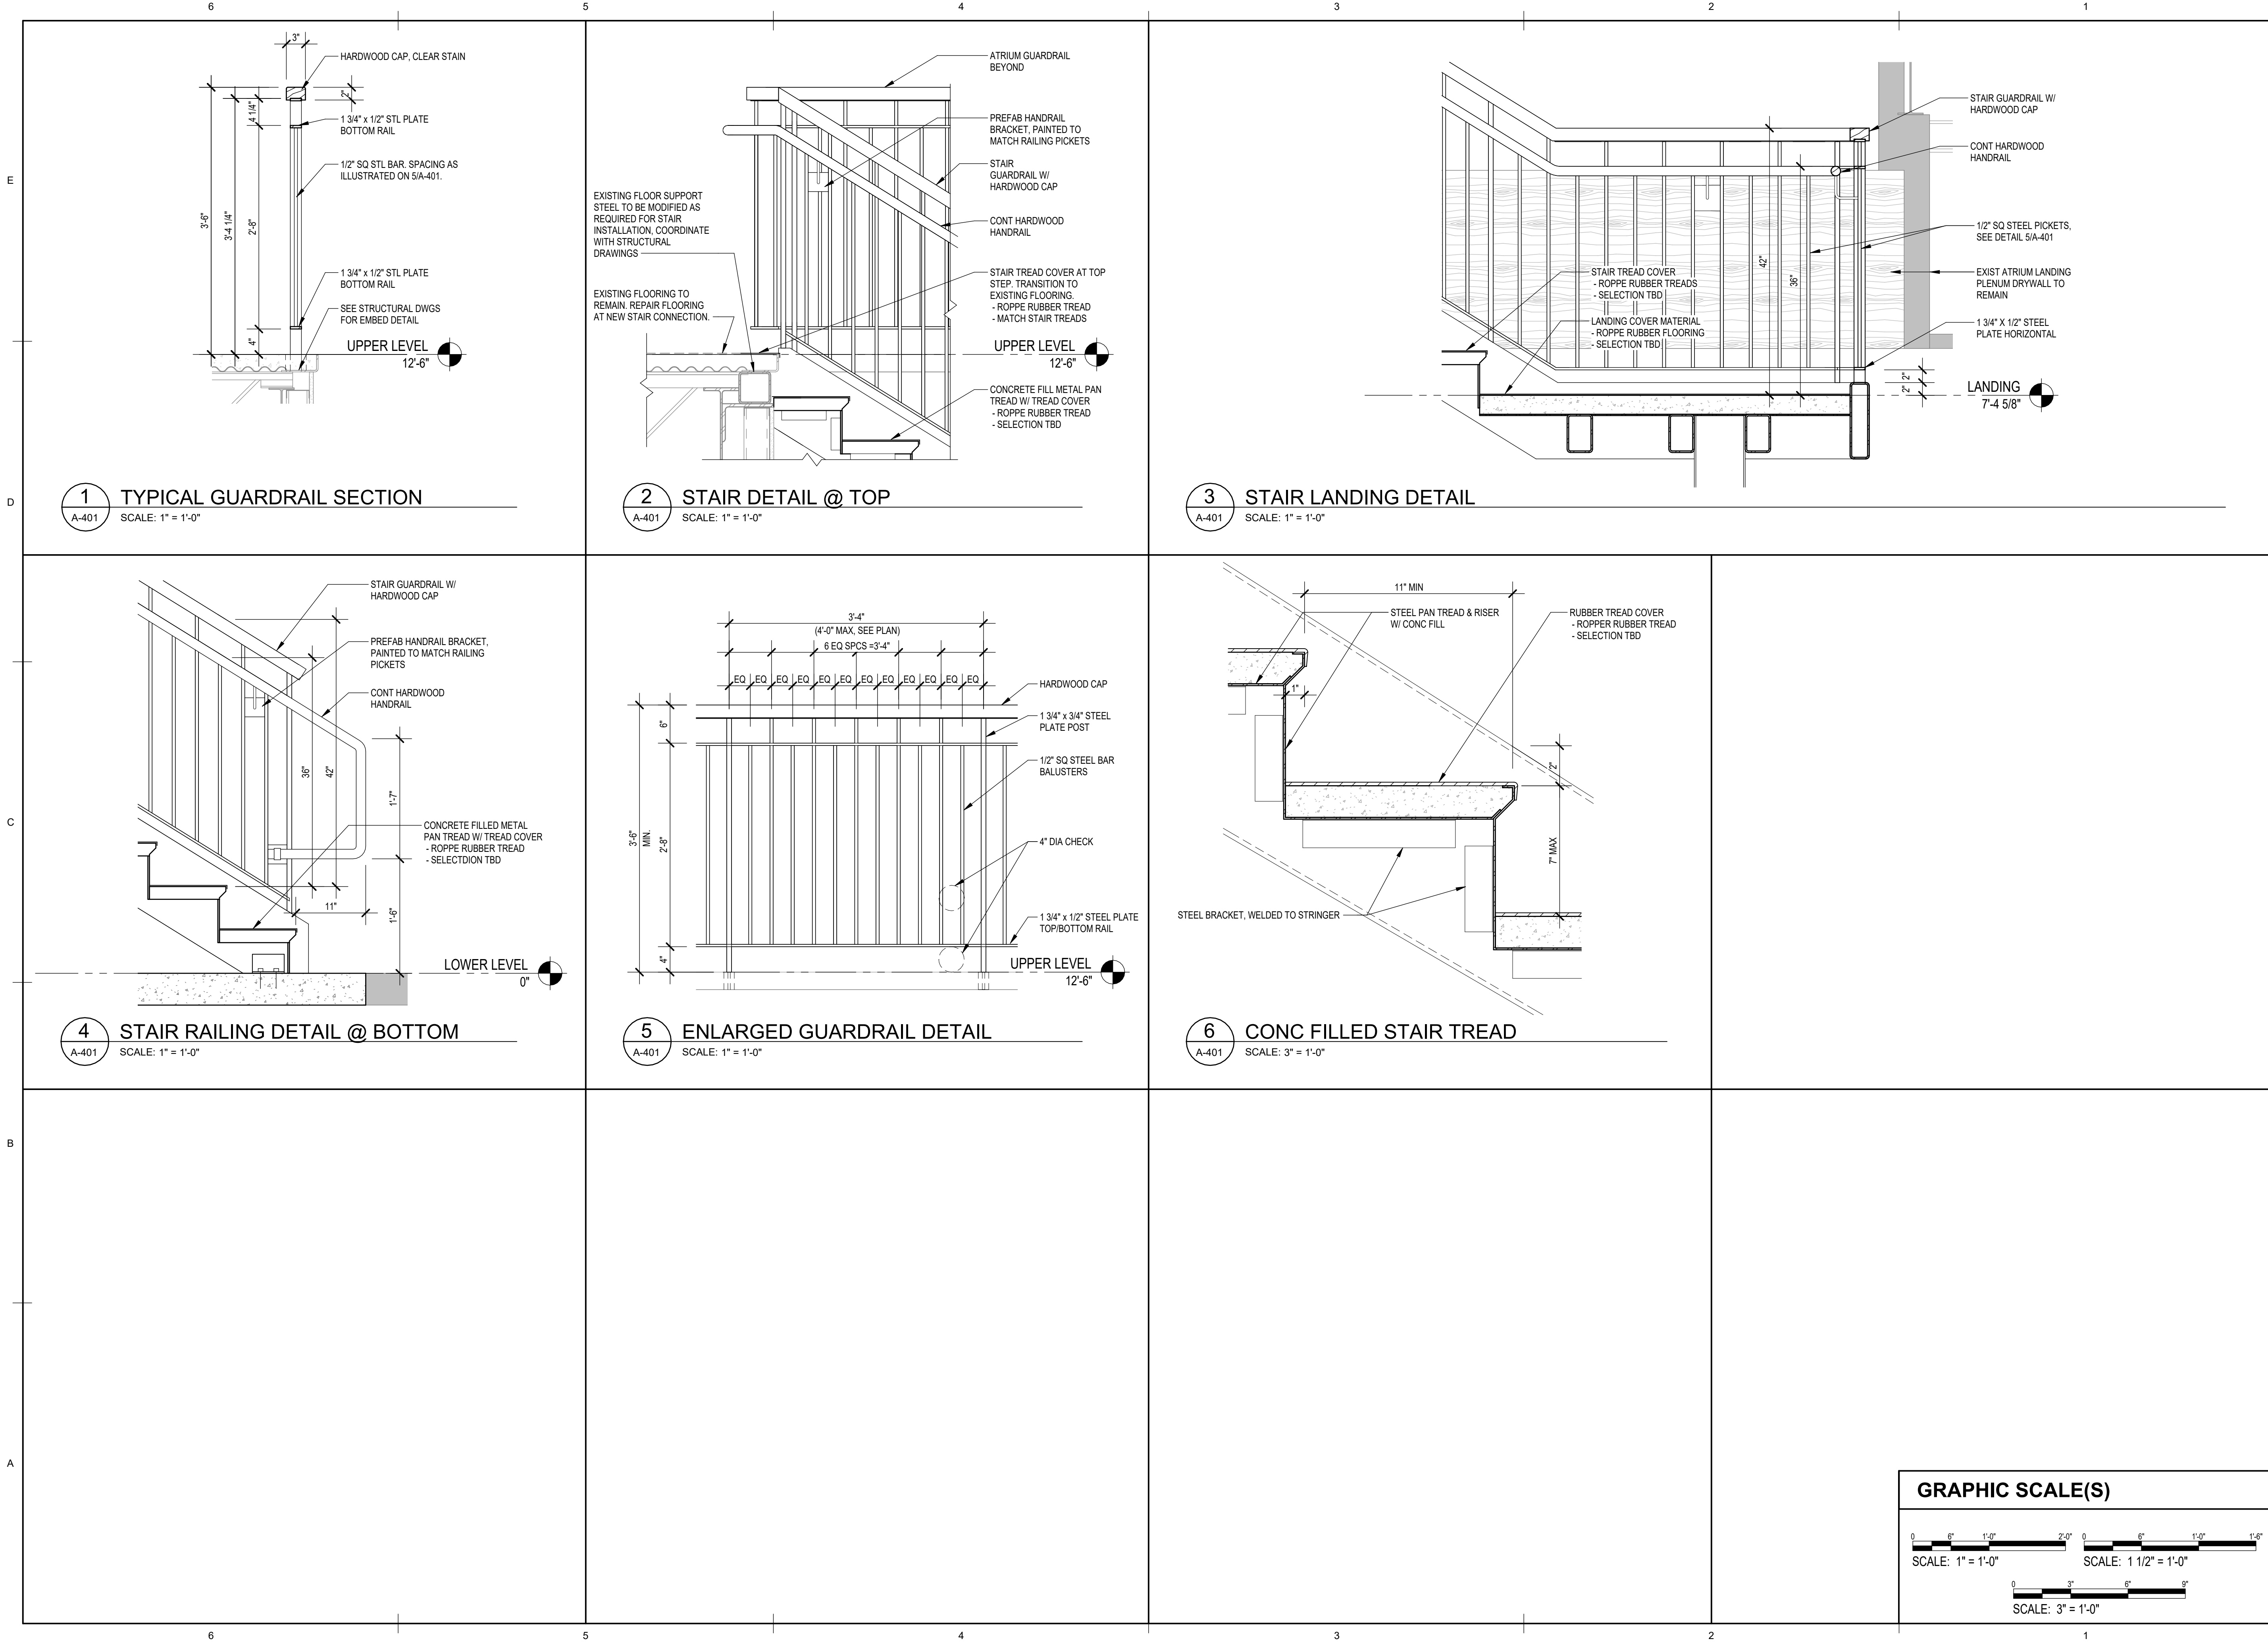 6 5 4 3 2 1
E
D
C
B
A
3"
HARDWOOD CAP, CLEAR STAIN
2"
4 1/4"
1 3/4" x 1/2" STL PLATE
BOTTOM RAIL
1/2" SQ STL BAR. SPACING AS
ILLUSTRATED ON 5/A-401.
3'-6"
3'-4 1/4"
2'-8"
1 3/4" x 1/2" STL PLATE
BOTTOM RAIL
SEE STRUCTURAL DWGS
FOR EMBED DETAIL
4"
UPPER LEVEL
12'-6"
1
A-401
TYPICAL GUARDRAIL SECTION
SCALE: 1" = 1'-0"
ATRIUM GUARDRAIL
BEYOND
PREFAB HANDRAIL
BRACKET, PAINTED TO
MATCH RAILING PICKETS
STAIR
GUARDRAIL W/
HARDWOOD CAP
CONT HARDWOOD
HANDRAIL
EXISTING FLOOR SUPPORT
STEEL TO BE MODIFIED AS
REQUIRED FOR STAIR
INSTALLATION, COORDINATE
WITH STRUCTURAL
DRAWINGS
EXISTING FLOORING TO
REMAIN. REPAIR FLOORING
AT NEW STAIR CONNECTION.
STAIR TREAD COVER AT TOP
STEP. TRANSITION TO
EXISTING FLOORING.
- ROPPE RUBBER TREAD
- MATCH STAIR TREADS
UPPER LEVEL
12'-6"
CONCRETE FILL METAL PAN
TREAD W/ TREAD COVER
- ROPPE RUBBER TREAD
- SELECTION TBD
2
A-401
STAIR DETAIL @ TOP
SCALE: 1" = 1'-0"
STAIR GUARDRAIL W/
HARDWOOD CAP
CONT HARDWOOD
HANDRAIL
1/2" SQ STEEL PICKETS,
SEE DETAIL 5/A-401
EXIST ATRIUM LANDING
PLENUM DRYWALL TO
REMAIN
1 3/4" X 1/2" STEEL
PLATE HORIZONTAL
42"
36"
STAIR TREAD COVER
- ROPPE RUBBER TREADS
- SELECTION TBD
LANDING COVER MATERIAL
- ROPPE RUBBER FLOORING
- SELECTION TBD
2"
2"
LANDING
7'-4 5/8"
3
A-401
STAIR LANDING DETAIL
SCALE: 1" = 1'-0"
STAIR GUARDRAIL W/
HARDWOOD CAP
PREFAB HANDRAIL BRACKET,
PAINTED TO MATCH RAILING
PICKETS
CONT HARDWOOD
HANDRAIL
36"
42"
1'-7"
CONCRETE FILLED METAL
PAN TREAD W/ TREAD COVER
- ROPPE RUBBER TREAD
- SELECTDION TBD
11"
1'-6"
LOWER LEVEL
0"
4
A-401
STAIR RAILING DETAIL @ BOTTOM
SCALE: 1" = 1'-0"
3'-4"
(4'-0" MAX, SEE PLAN)
6 EQ SPCS =3'-4"
EQ EQ EQ EQ EQ EQ EQ EQ EQ EQ EQ EQ
HARDWOOD CAP
6"
1 3/4" x 3/4" STEEL
PLATE POST
1/2" SQ STEEL BAR
BALUSTERS
3'-6"
MIN.
2'-8"
4" DIA CHECK
1 3/4" x 1/2" STEEL PLATE
TOP/BOTTOM RAIL
4"
UPPER LEVEL
12'-6"
5
A-401
ENLARGED GUARDRAIL DETAIL
SCALE: 1" = 1'-0"
11" MIN
STEEL PAN TREAD & RISER
W/ CONC FILL
RUBBER TREAD COVER
- ROPPER RUBBER TREAD
- SELECTION TBD
1"
2"
7" MAX
STEEL BRACKET, WELDED TO STRINGER
6
A-401
CONC FILLED STAIR TREAD
SCALE: 3" = 1'-0"
GRAPHIC SCALE(S)
0 6" 1'-0" 2'-0"
SCALE: 1" = 1'-0"
0 6" 1'-0" 1'-6"
SCALE: 1 1/2" = 1'-0"
0 3" 6" 9"
SCALE: 3" = 1'-0"
6 5 4 3 2 1